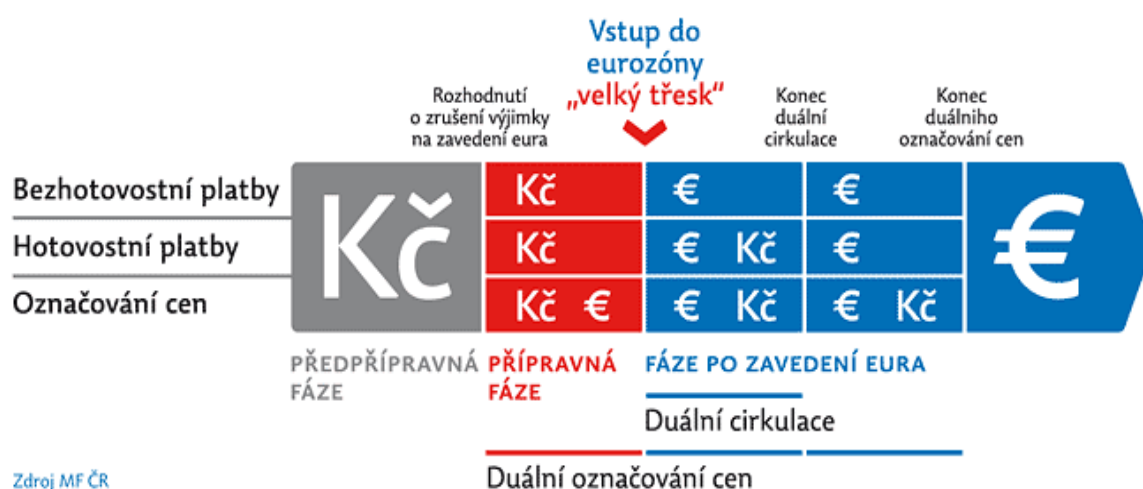 Vstup do
eurozóny
„velký třesk“
Rozhodnutí
o zrušení výjimky
na zavedení eura
Konec
duální
cirkulace
Konec
duálního
označování cen
Bezhotovostní platby
Kč
Kč € €
Hotovostní platby
Kč € Kč €
Označování cen
Kč € € Kč € Kč
€
PŘEDPŘÍPRAVNÁ
FÁZE
PŘÍPRAVNÁ
FÁZE
FÁZE PO ZAVEDENÍ EURA
Duální cirkulace
Duální označování cen
Zdroj MF ČR